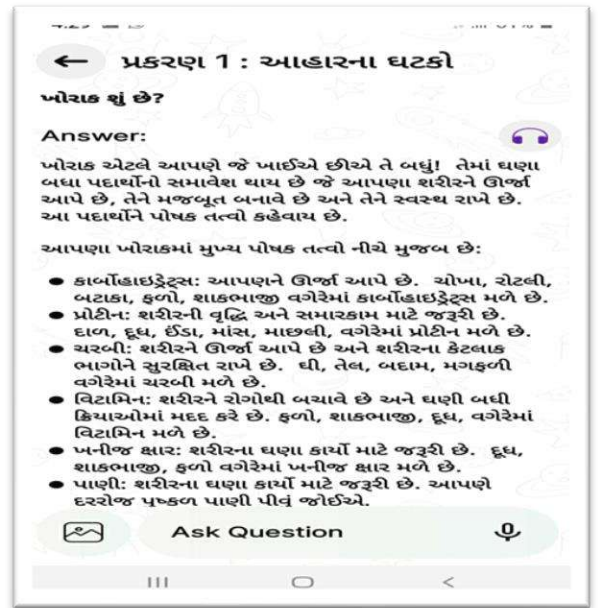 પ્રકરણ 1 : આહારના ઘટકો
ખોરાક શું છે?
Answer:
ખોરાક એટલે આપણે જે ખાઈએ છીએ તે બધું! તેમાં ઘણા
બધા પદાર્થોનો સમાવેશ થાય છે જે આપણા શરીરને ઊર્જા
આપે છે, તેને મજબૂત બનાવે છે અને તેને સ્વસ્થ રાખે છે.
આ પદાર્થોને પોષક તત્વો કહેવાય છે.
આપણા ખોરાકમાં મુખ્ય પોષક તત્વો નીચે મુજબ છે:
● કાર્બોહાઇડ્રેટ્સ: આપણને ઊર્જા આપે છે. ચોખા, રોટલી,
બટાકા, ફળો, શાકભાજી વગેરેમાં કાર્બોહાઇડ્રેટ્સ મળે છે.
● પ્રોટીન: શરીરની વૃદ્ધિ અને સમારકામ માટે જરૂરી છે.
દાળ, દૂધ, ઈંડા, માંસ, માછલી, વગેરેમાં પ્રોટીન મળે છે.
● ચરબી: શરીરને ઊર્જા આપે છે અને શરીરના કેટલાક
ભાગોને સુરક્ષિત રાખે છે. ઘી, તેલ, બદામ, મગફળી
વગેરેમાં ચરબી મળે છે.
● વિટામિન: શરીરને રોગોથી બચાવે છે અને ઘણી બધી
ક્રિયાઓમાં મદદ કરે છે. ફળો, શાકભાજી, દૂધ, વગેરેમાં
વિટામિન મળે છે.
● ખનીજ ક્ષાર: શરીરના ઘણા કાર્યો માટે જરૂરી છે. દૂધ,
શાકભાજી, ફળો વગેરેમાં ખનીજ ક્ષાર મળે છે.
● પાણી: શરીરના ઘણા કાર્યો માટે જરૂરી છે. આપણે
દરરોજ પુષ્કળ પાણી પીવું જોઈએ.
Ask Question